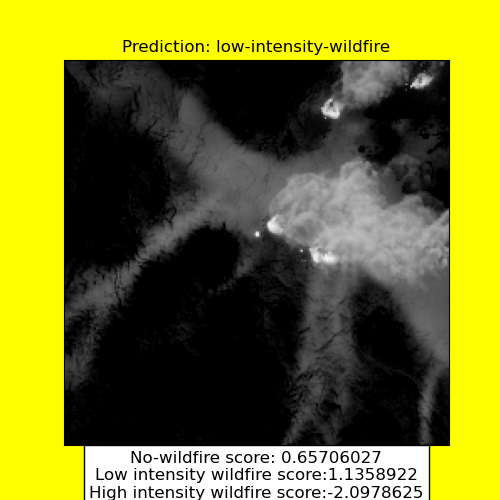 Prediction: low-intensity-wildfire
No-wildfire score: 0.65706027
Low intensity wildfire score:1.1358922
High intensity wildfire score:-2.0978625